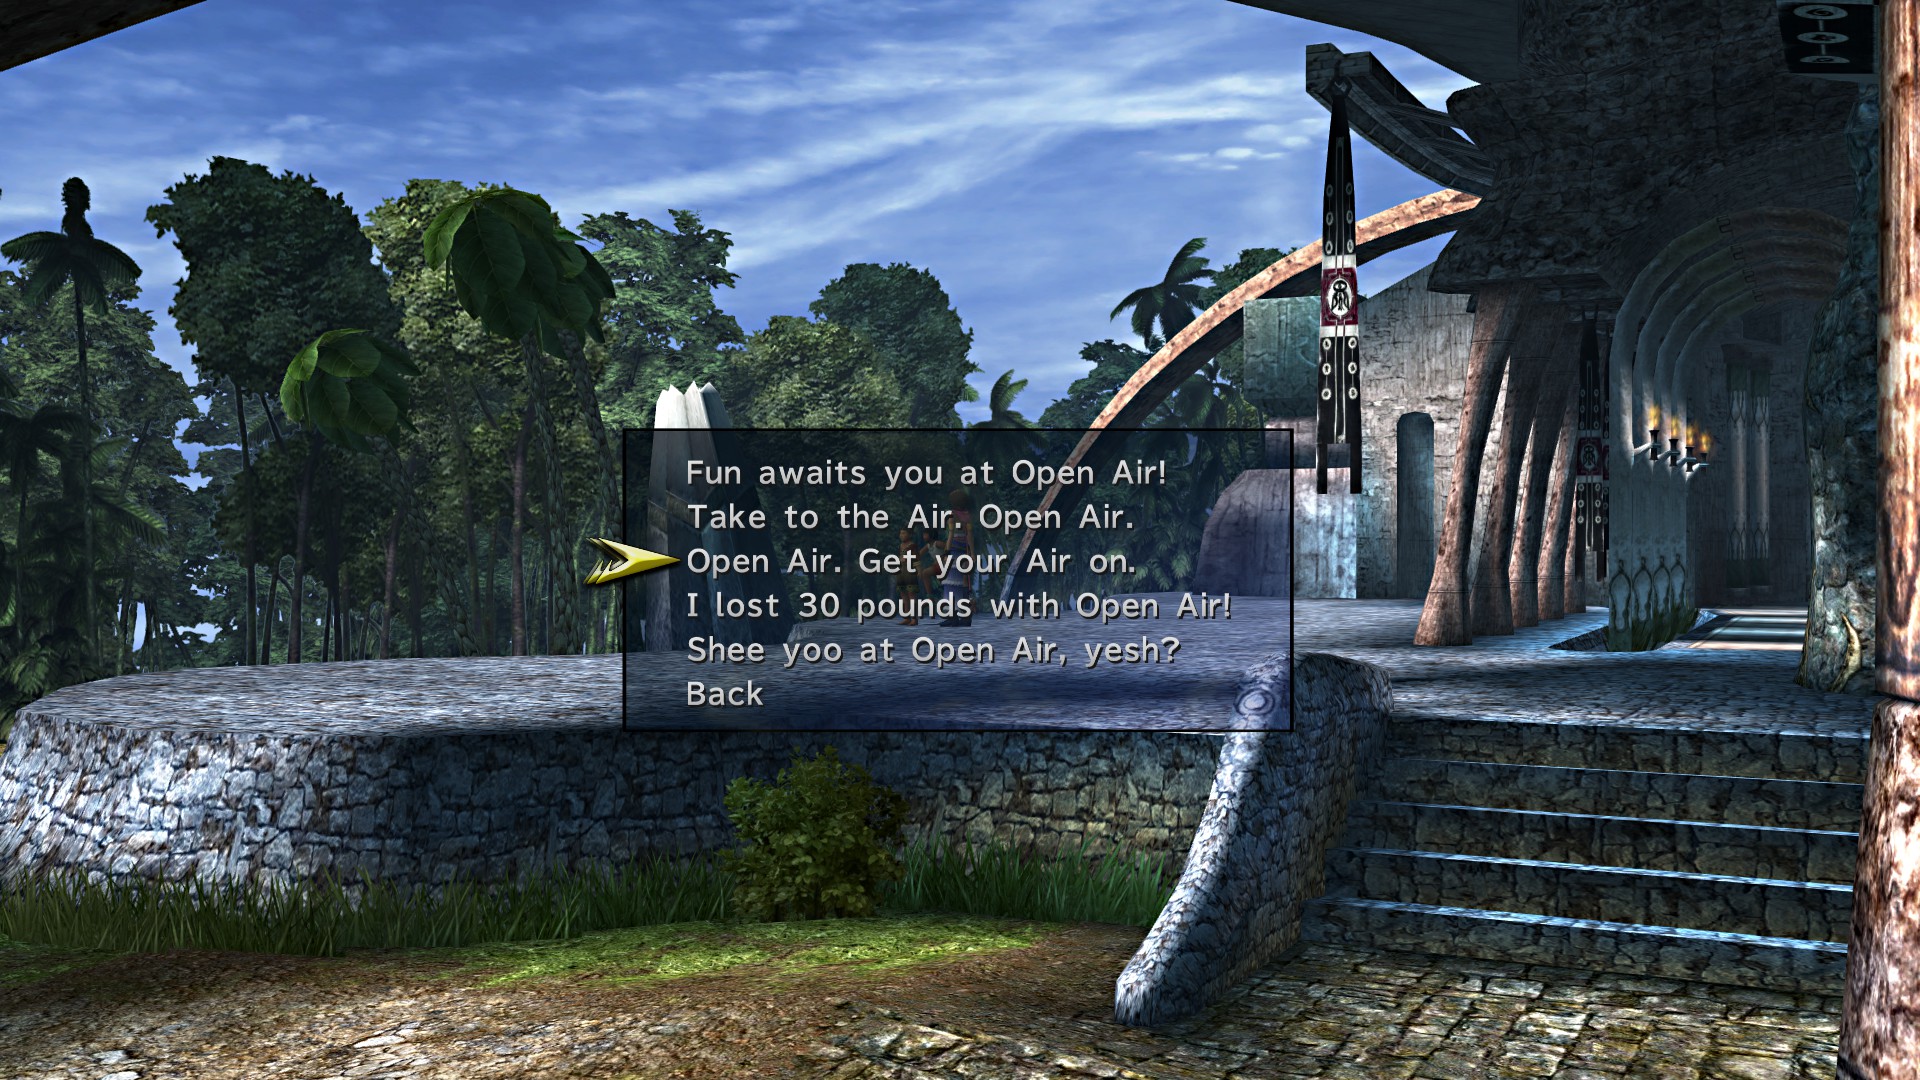 Fun awaits you at Open Air!
Take to the Air. Open Air.
Open Air. Get your Air on.
I lost 30 pounds with Open Air!
Shee yoo at Open Air, yesh?
Back